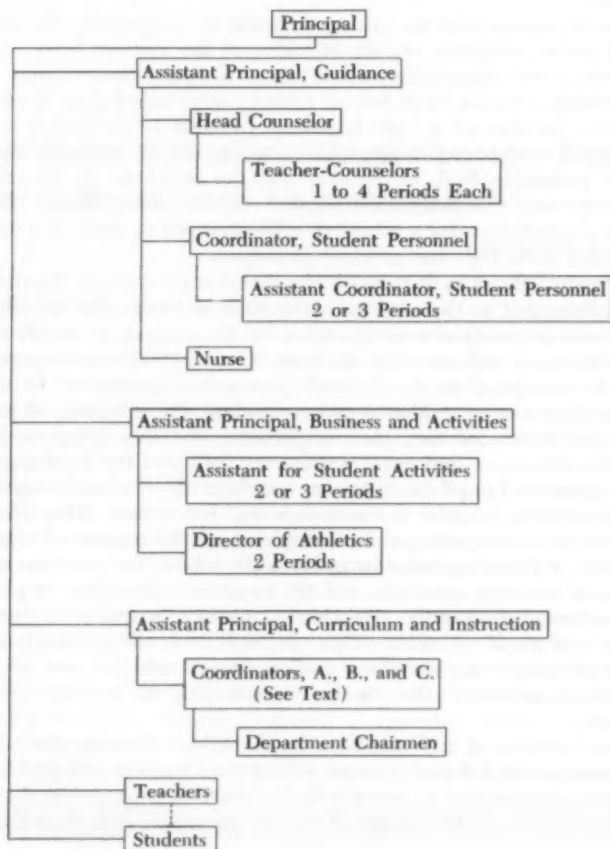 Principal
Assistant Principal, Guidance
Head Counselor
Teacher-Counselors
1 to 4 Periods Each
Coordinator, Student Personnel
Assistant Coordinator, Student Personnel
2 or 3 Periods
Nurse
Assistant Principal, Business and Activities
Assistant for Student Activities
2 or 3 Periods
Director of Athletics
2 Periods
Assistant Principal, Curriculum and Instruction
Coordinators, A., B., and C.
(See Text)
Department Chairmen
Teachers
Students